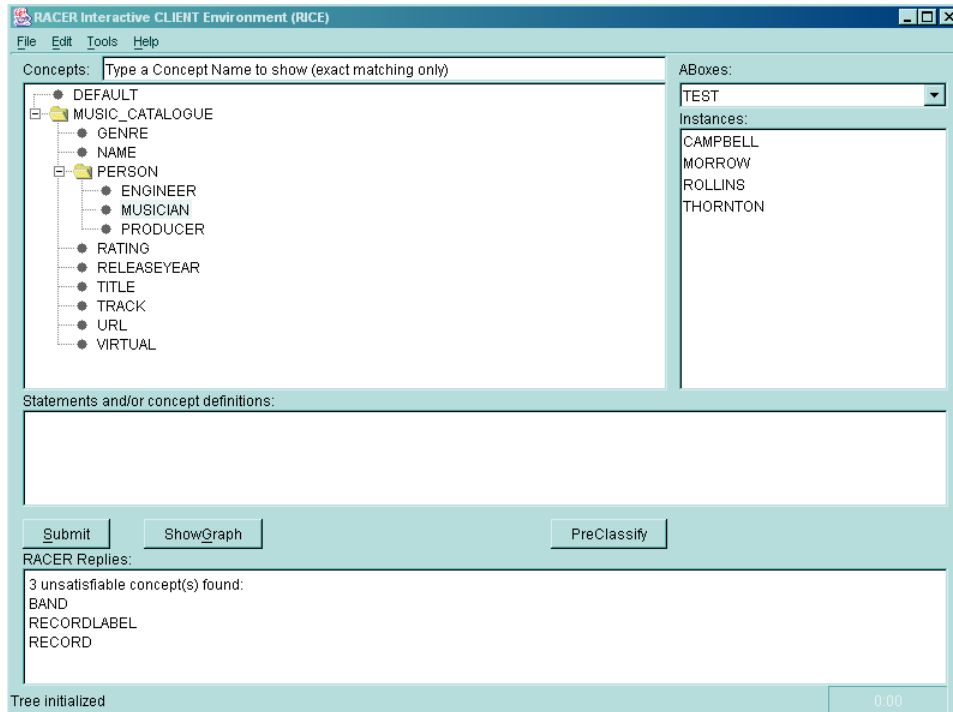 RACER Interactive CLIENT Environment (RICE)
File Edit Tools Help
Concepts: Type a Concept Name to show (exact matching only)
DEFAULT
MUSIC_CATALOGUE
GENRE
NAME
PERSON
ENGINEER
MUSICIAN
PRODUCER
RATING
RELEASEYEAR
TITLE
TRACK
URL
VIRTUAL
ABoxes:
TEST
Instances:
CAMPBELL
MORROW
ROLLINS
THORNTON
Statements and/or concept definitions:
Submit ShowGraph PreClassify
RACER Replies:
3 unsatisfiable concept(s) found:
BAND
RECORDLABEL
RECORD
Tree initialized 0:00